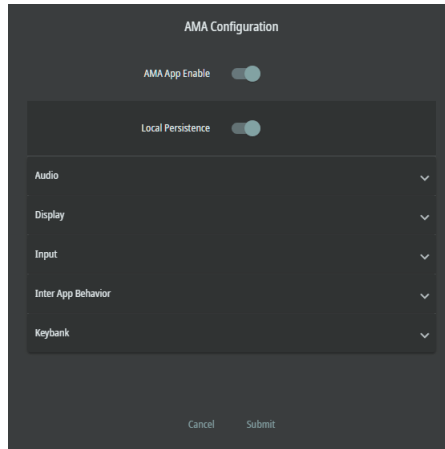 AMA Configuration
AMA App Enable
Local Persistence
Audio
Display
Input
Inter App Behavior
Keybank
Cancel Submit